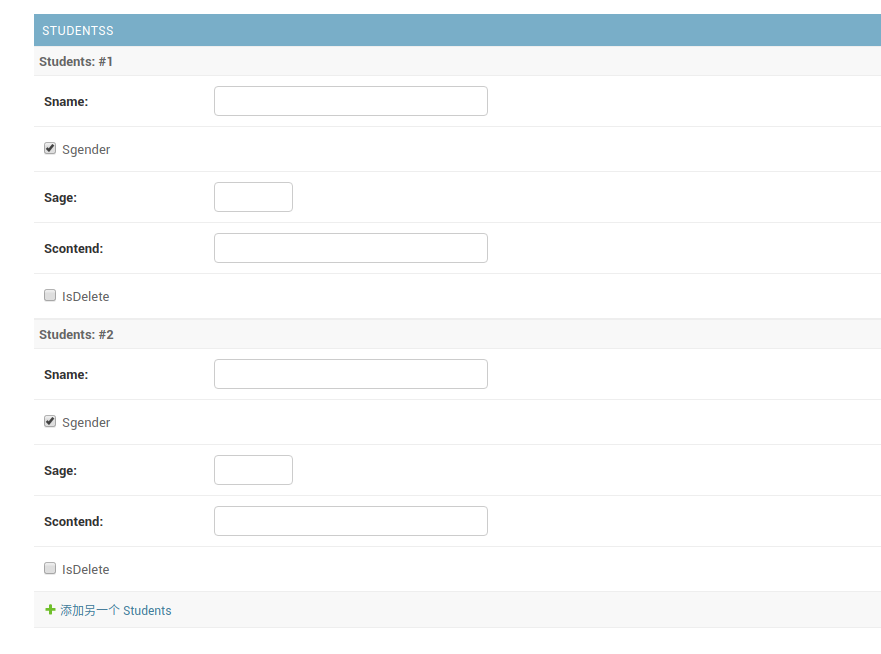 STUDENTSS
Students: #1
Sname:
Sgender
Sage:
Scontend:
IsDelete
Students: #2
Sname:
Sgender
Sage:
Scontend:
IsDelete
添加另一个 Students